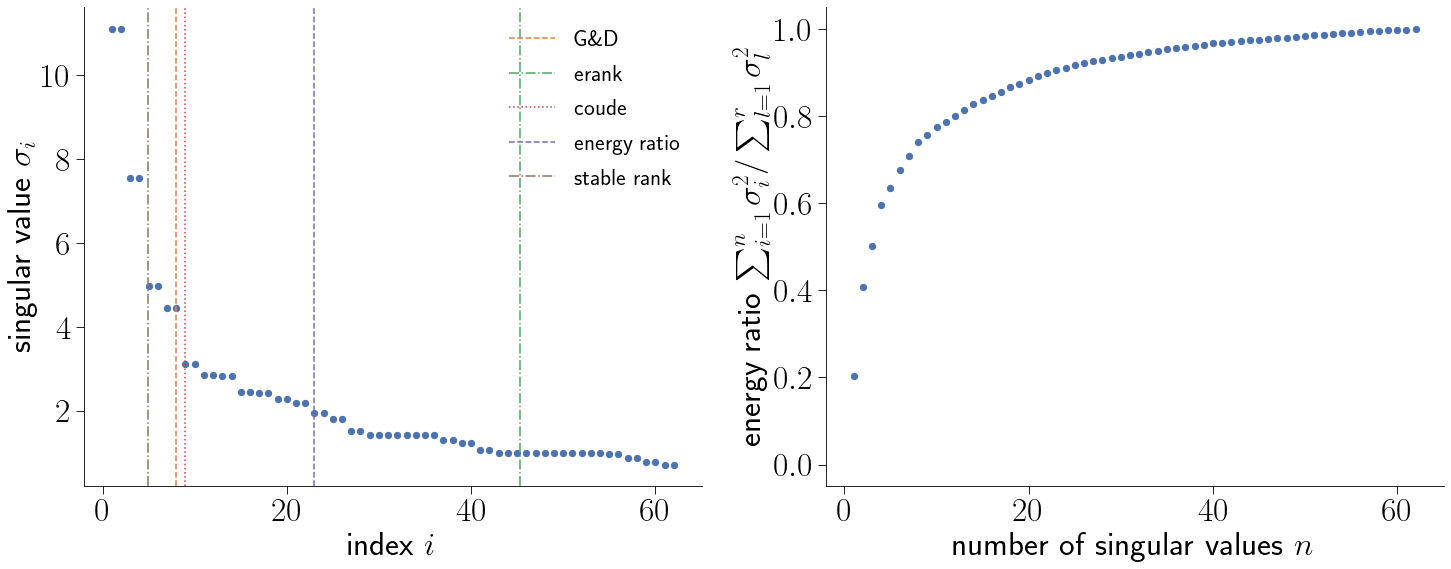 singular value σ_i
10
8
6
4
2
0
20
40
60
index i
G&D
erank
coude
energy ratio
stable rank
energy ratio ∑_{i=1}^{n} σ_i^2 / ∑_{l=1}^{r} σ_l^2
1.0
0.8
0.6
0.4
0.2
0.0
0
20
40
60
number of singular values n